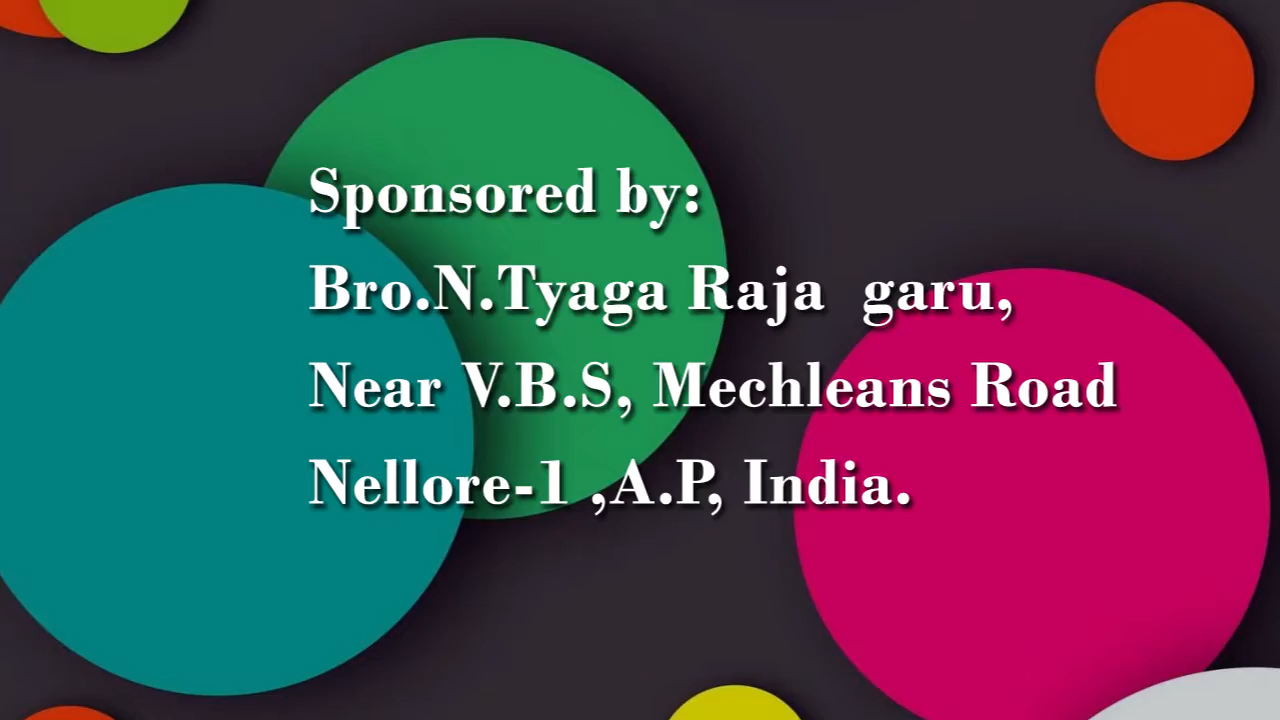 Sponsored by:
Bro.N.Tyaga Raja  garu,
Near V.B.S, Mechleans Road
Nellore-1 ,A.P, India.